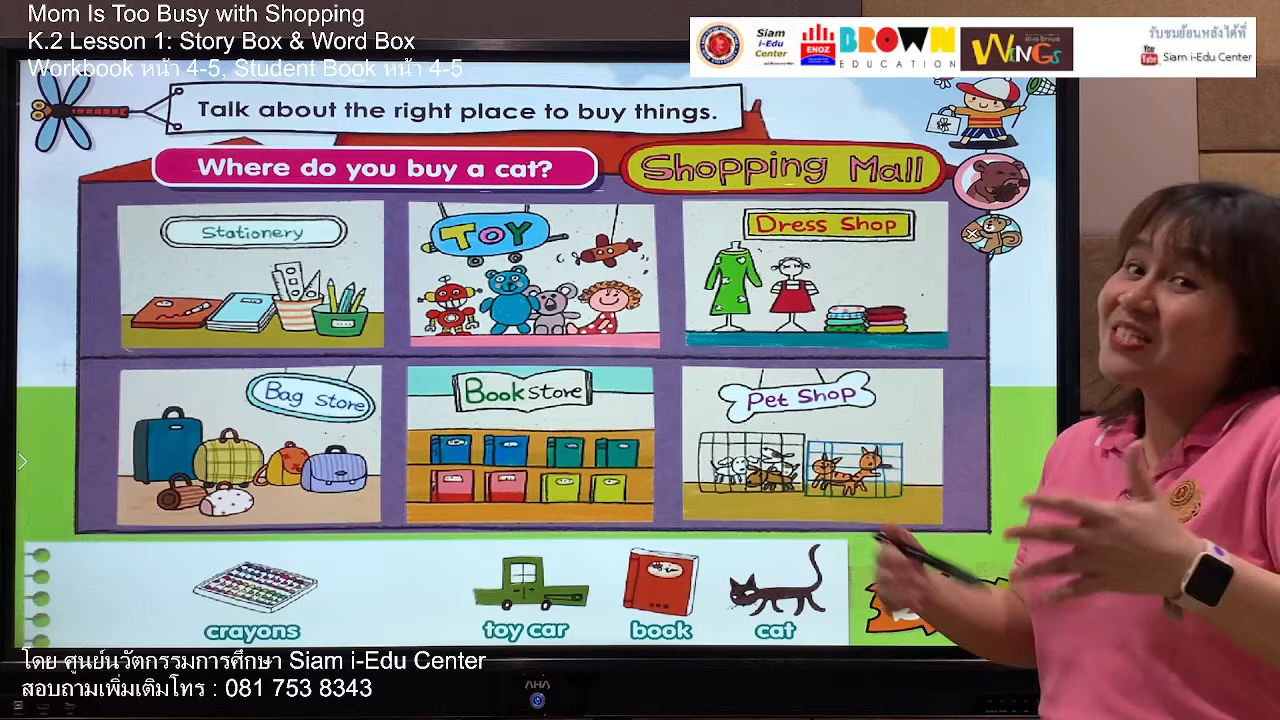 Mom Is Too Busy with Shopping
K.2 Lesson 1: Story Box & Word Box
Workbook หน้า 4-5, Student Book หน้า 4-5
Siam
i-Edu
Center
ENOZ
BROWN
EDUCATION
WINGS
รับชมย้อนหลังได้ที่
You
Tube
Siam i-Edu Center
Talk about the right place to buy things.
Where do you buy a cat?
Shopping Mall
Stationery
TOY
Dress Shop
Bag store
Book store
Pet Shop
crayons
toy car
book
cat
โดย ศูนย์นวัตกรรมการศึกษา Siam i-Edu Center
สอบถามเพิ่มเติมโทร : 081 753 8343
AHA